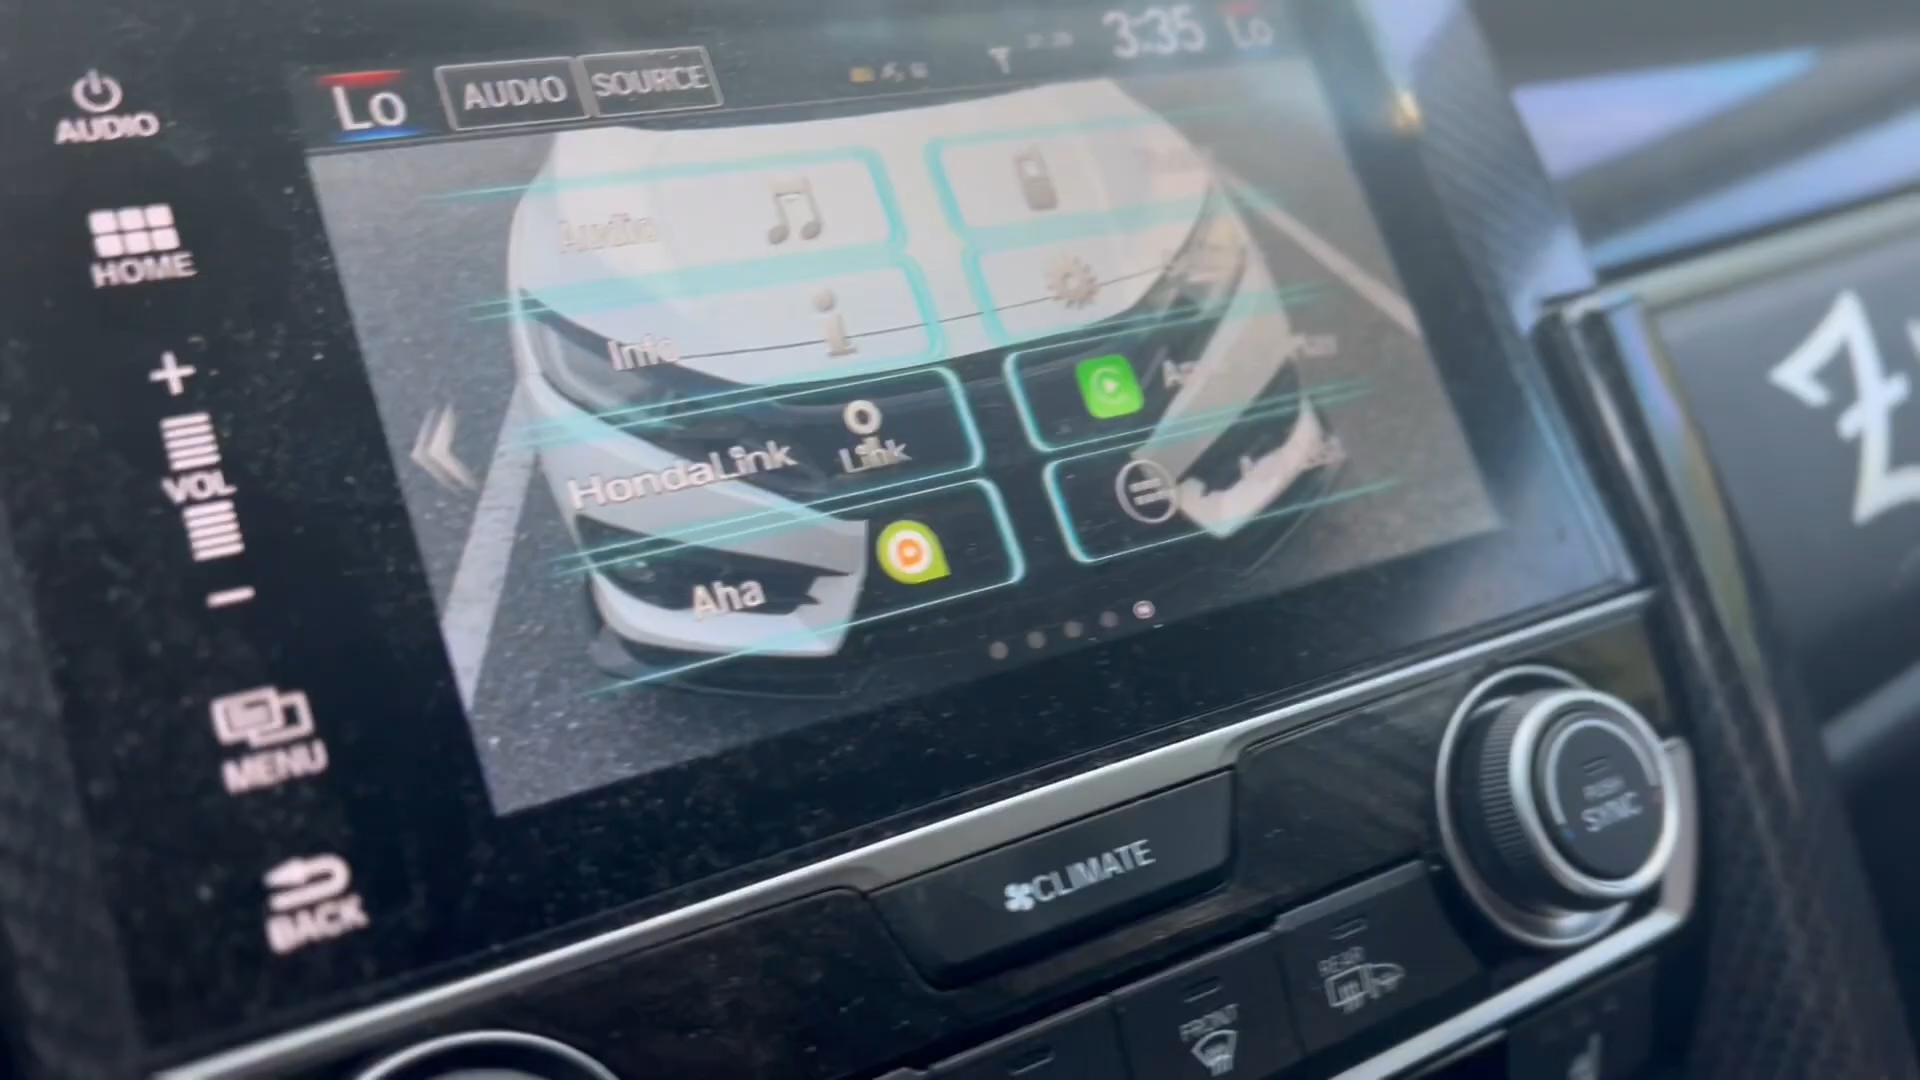 AUDIO
Lo
AUDIO
SOURCE
3:35
Lo
HOME
Audio
Info
HondaLink
Link
Aha
VOL
MENU
BACK
CLIMATE
PUSH
SYNC
REAR
FRONT